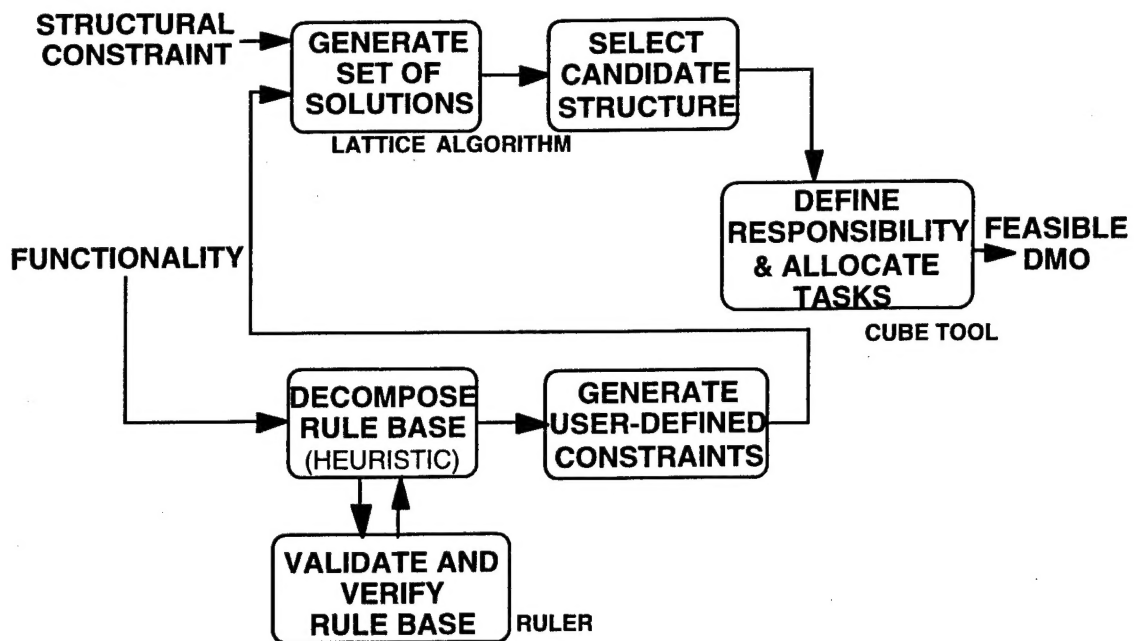 STRUCTURAL
CONSTRAINT
GENERATE
SET OF
SOLUTIONS
LATTICE ALGORITHM
SELECT
CANDIDATE
STRUCTURE
DEFINE
RESPONSIBILITY
& ALLOCATE
TASKS
CUBE TOOL
FEASIBLE
DMO
FUNCTIONALITY
DECOMPOSE
RULE BASE
(HEURISTIC)
GENERATE
USER-DEFINED
CONSTRAINTS
VALIDATE AND
VERIFY
RULE BASE
RULER